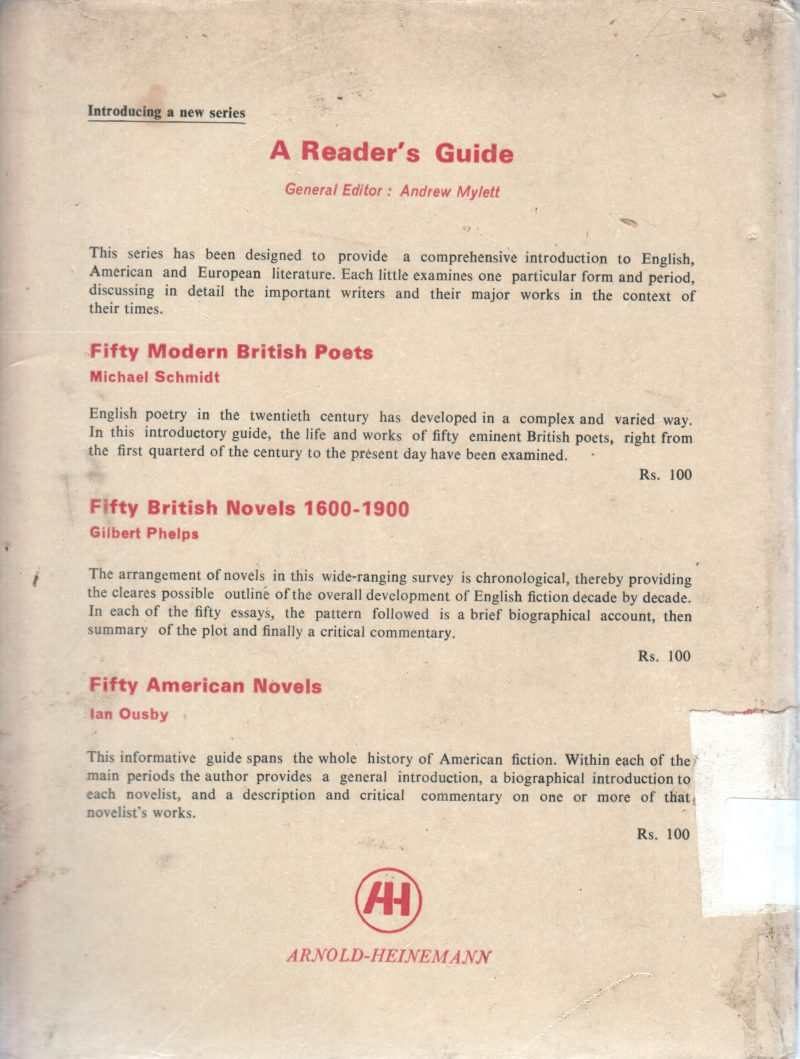 Introducing a new series
A Reader's Guide
General Editor : Andrew Mylett
This series has been designed to provide a comprehensive introduction to English,
American and European literature. Each little examines one particular form and period,
discussing in detail the important writers and their major works in the context of
their times.
Fifty Modern British Poets
Michael Schmidt
English poetry in the twentieth century has developed in a complex and varied way.
In this introductory guide, the life and works of fifty eminent British poets, right from
the first quarterd of the century to the present day have been examined.
Rs. 100
Fifty British Novels 1600-1900
Gilbert Phelps
The arrangement of novels in this wide-ranging survey is chronological, thereby providing
the cleares possible outline of the overall development of English fiction decade by decade.
In each of the fifty essays, the pattern followed is a brief biographical account, then
summary of the plot and finally a critical commentary.
Rs. 100
Fifty American Novels
Ian Ousby
This informative guide spans the whole history of American fiction. Within each of the
main periods the author provides a general introduction, a biographical introduction to
each novelist, and a description and critical commentary on one or more of that
novelist's works.
Rs. 100
AH
ARNOLD-HEINEMANN